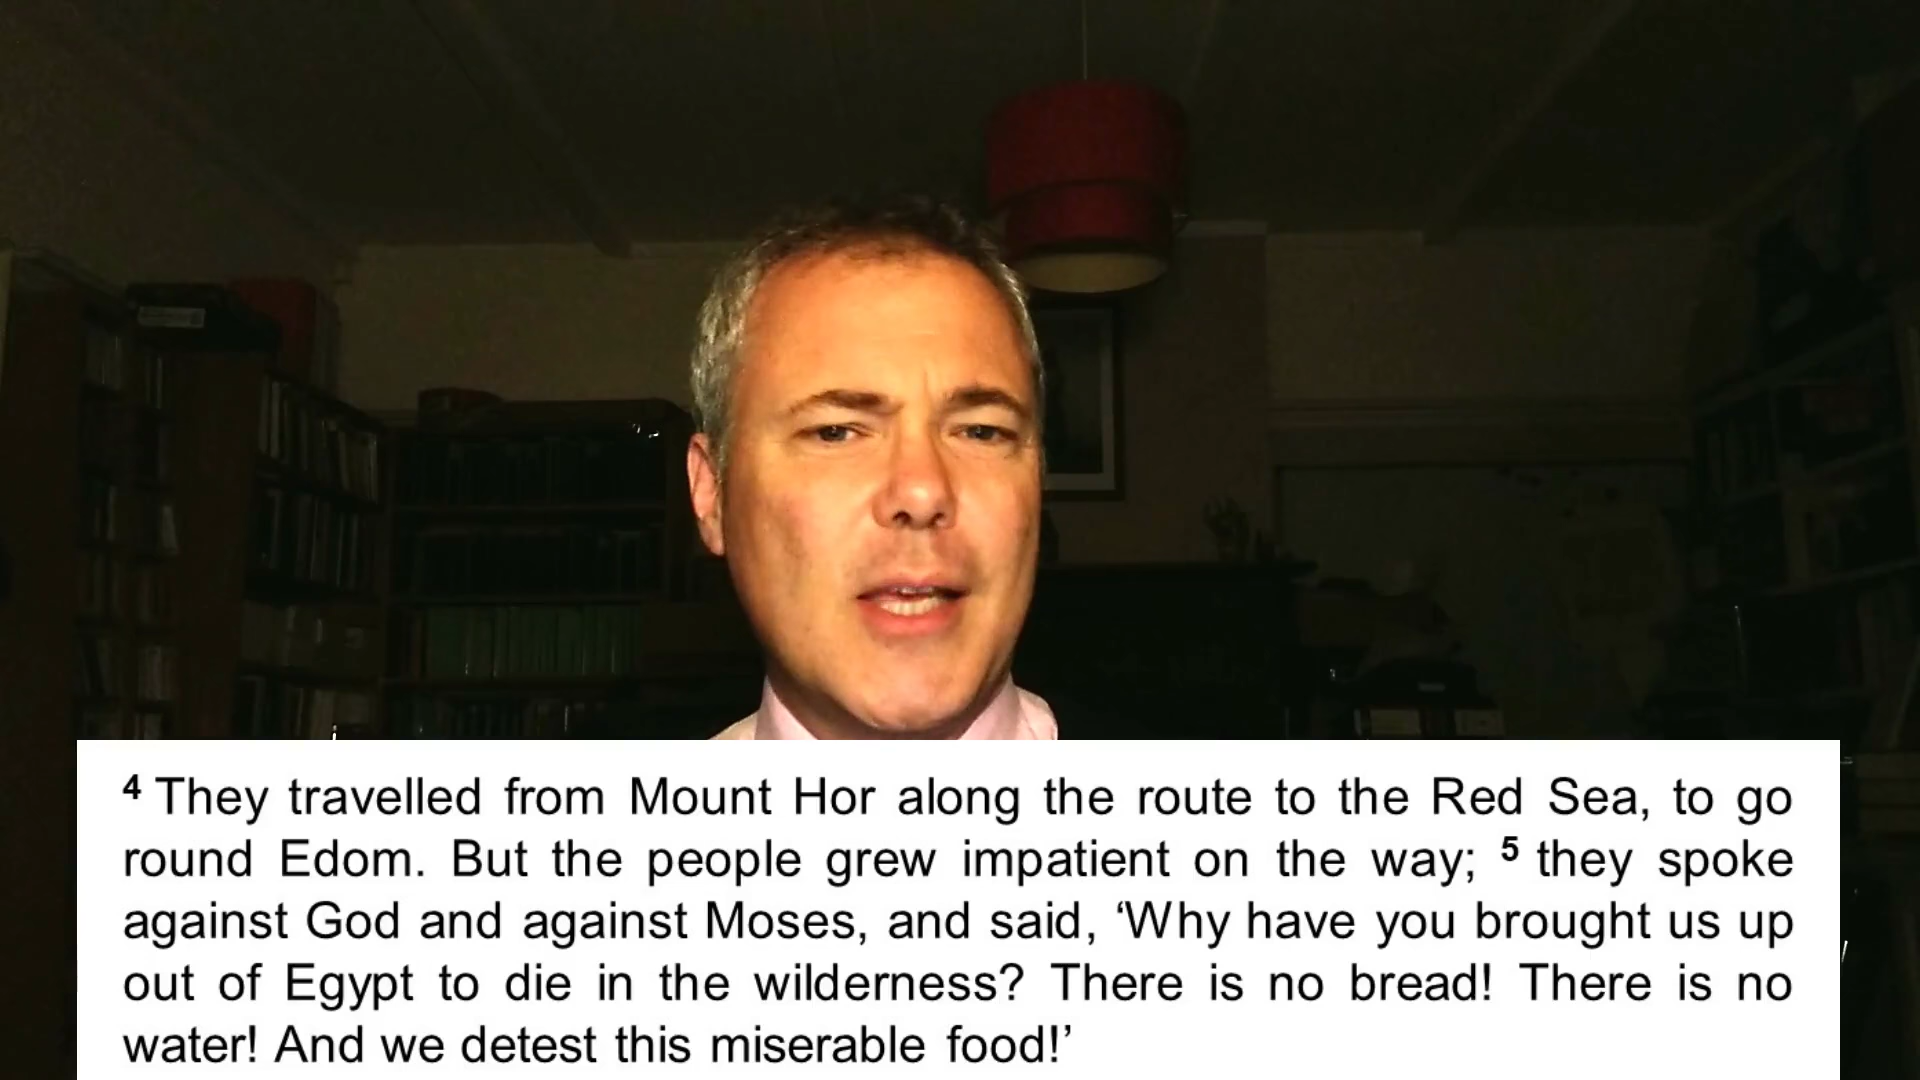 4 They travelled from Mount Hor along the route to the Red Sea, to go
round Edom. But the people grew impatient on the way; 5 they spoke
against God and against Moses, and said, ‘Why have you brought us up
out of Egypt to die in the wilderness? There is no bread! There is no
water! And we detest this miserable food!’